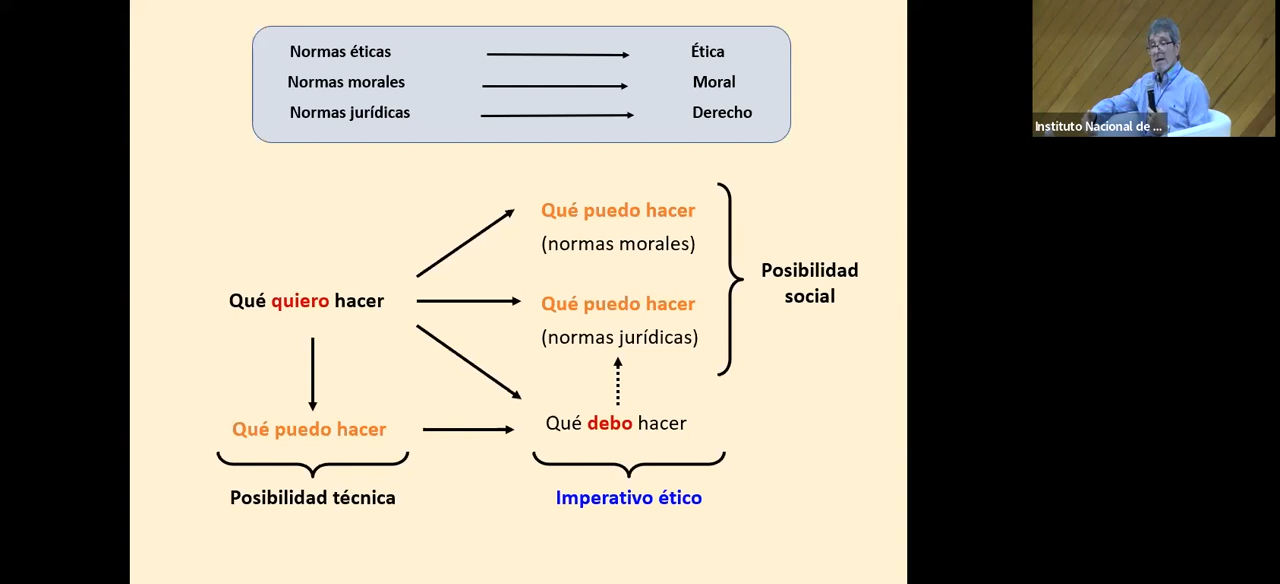 Normas éticas Ética
Normas morales Moral
Normas jurídicas Derecho
Qué puedo hacer
(normas morales)
Qué quiero hacer
Qué puedo hacer
(normas jurídicas)
Posibilidad
social
Qué puedo hacer
Qué debo hacer
Posibilidad técnica
Imperativo ético
Instituto Nacional de ...